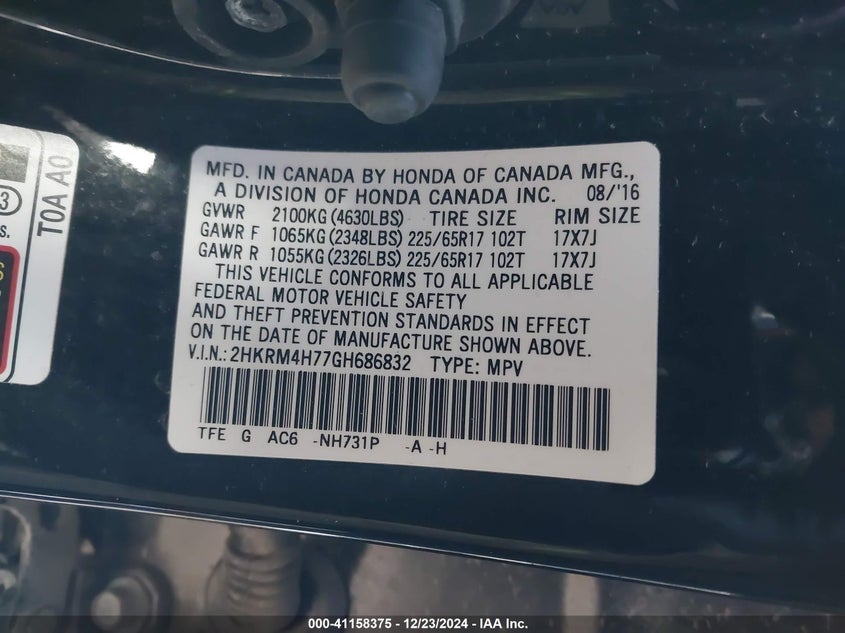 MFD. IN CANADA BY HONDA OF CANADA MFG.,
A DIVISION OF HONDA CANADA INC. 08/'16
GVWR 2100KG (4630LBS) TIRE SIZE RIM SIZE
GAWR F 1065KG (2348LBS) 225/65R17 102T 17X7J
GAWR R 1055KG (2326LBS) 225/65R17 102T 17X7J
THIS VEHICLE CONFORMS TO ALL APPLICABLE
FEDERAL MOTOR VEHICLE SAFETY
AND THEFT PREVENTION STANDARDS IN EFFECT
ON THE DATE OF MANUFACTURE SHOWN ABOVE.
V.I.N.: 2HKRM4H77GH686832 TYPE: MPV
TFE G AC6 -NH731P -A -H
T0A A0
3
S.
S
000-41158375 - 12/23/2024 - IAA Inc.